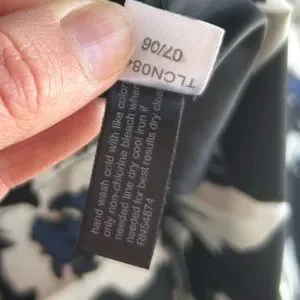 TLCN08
07/06
hand wash cold with like color
only non-chlorine bleach when
needed line dry cool iron if
needed for best results dry clea
RN54874